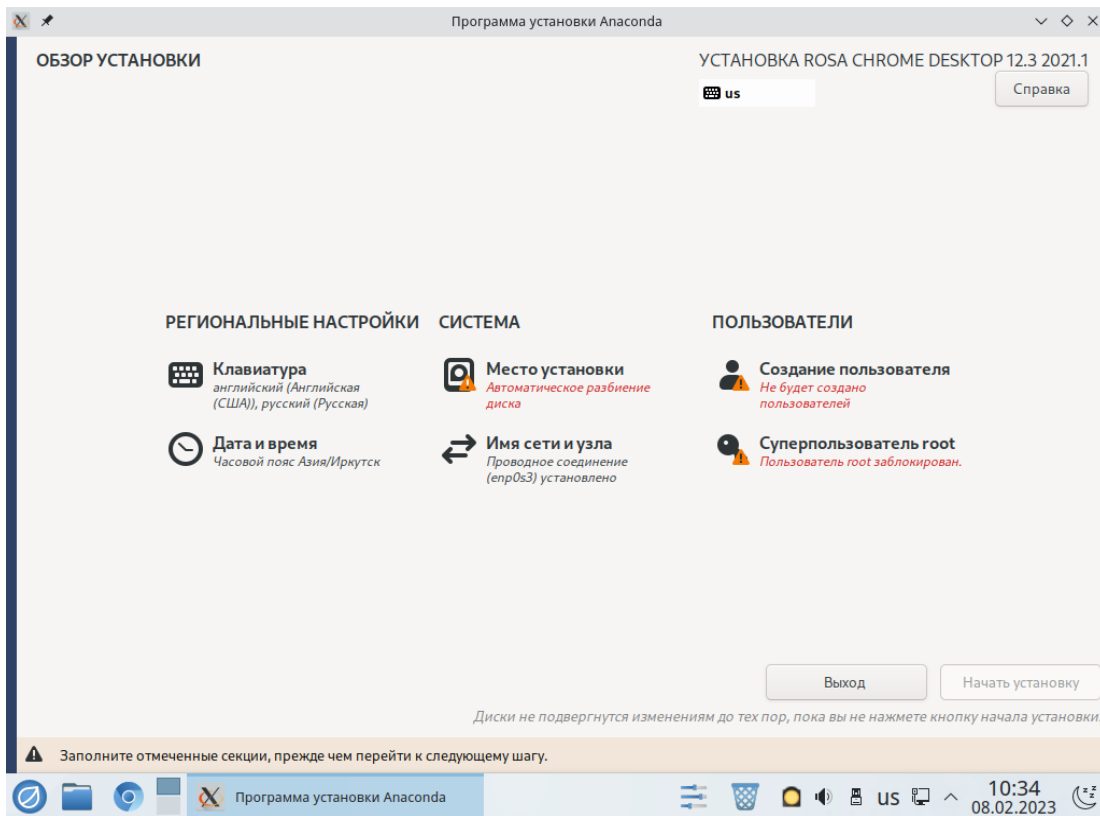 Программа установки Anaconda
ОБЗОР УСТАНОВКИ
УСТАНОВКА ROSA CHROME DESKTOP 12.3 2021.1
us
Справка
РЕГИОНАЛЬНЫЕ НАСТРОЙКИ
Клавиатура
английский (Английская
(США)), русский (Русская)
Дата и время
Часовой пояс Азия/Иркутск
СИСТЕМА
Место установки
Автоматическое разбиение
диска
Имя сети и узла
Проводное соединение
(enp0s3) установлено
ПОЛЬЗОВАТЕЛИ
Создание пользователя
Не будет создано
пользователей
Суперпользователь root
Пользователь root заблокирован.
Выход
Начать установку
Диски не подвергнутся изменениям до тех пор, пока вы не нажмете кнопку начала установки.
Заполните отмеченные секции, прежде чем перейти к следующему шагу.
Программа установки Anaconda
US
10:34
08.02.2023